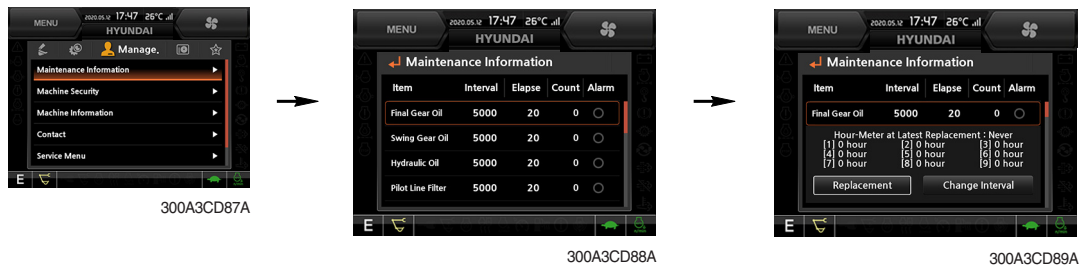 MENU
2020.05.12 17:47 26°C
HYUNDAI
Manage.
Maintenance Information
Machine Security
Machine Information
Contact
Service Menu
E
300A3CD87A
MENU
2020.05.12 17:47 26°C
HYUNDAI
Maintenance Information
Item Interval Elapse Count Alarm
Final Gear Oil 5000 20 0
Swing Gear Oil 5000 20 0
Hydraulic Oil 5000 20 0
Pilot Line Filter 5000 20 0
E
300A3CD88A
MENU
2020.05.12 17:47 26°C
HYUNDAI
Maintenance Information
Item Interval Elapse Count Alarm
Final Gear Oil 5000 20 0
Hour-Meter at Latest Replacement : Never
[1] 0 hour [2] 0 hour [3] 0 hour
[4] 0 hour [5] 0 hour [6] 0 hour
[7] 0 hour [8] 0 hour [9] 0 hour
Replacement Change Interval
E
300A3CD89A